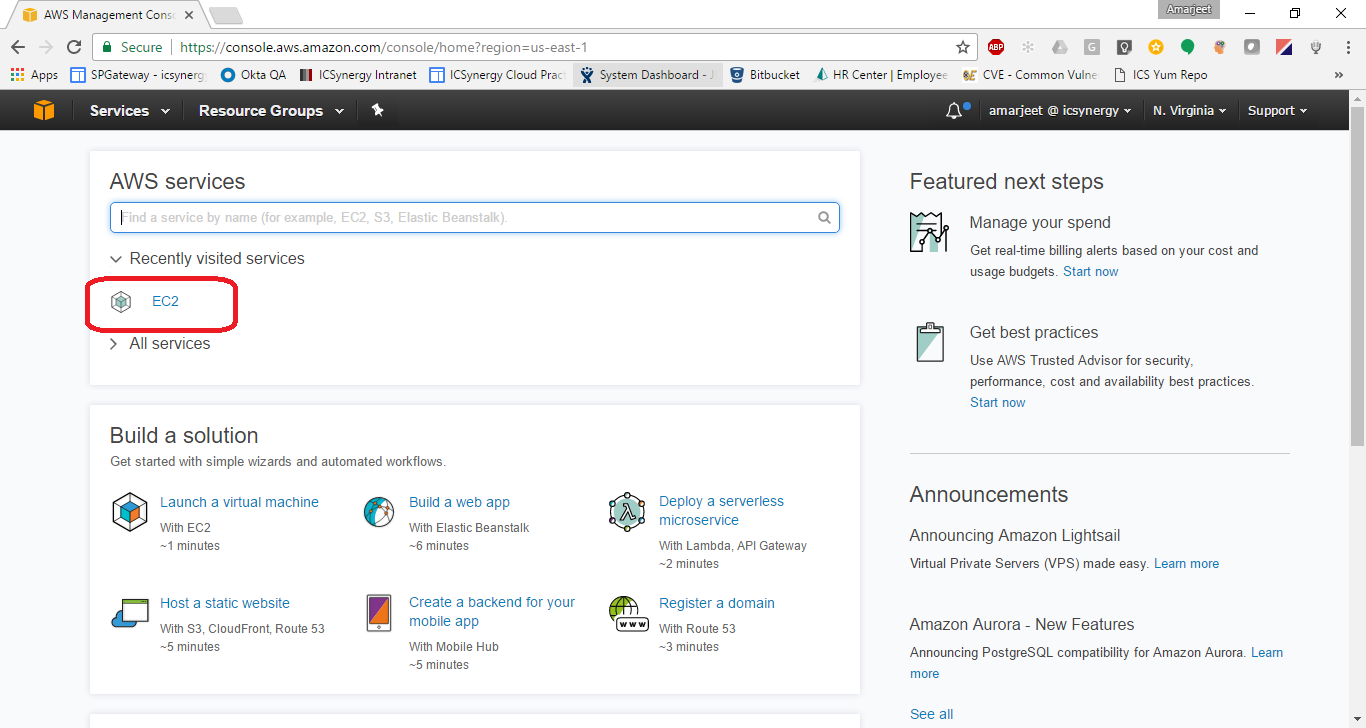 AWS Management Cons
Amarjeet
Secure
https://console.aws.amazon.com/console/home?region=us-east-1
ABP
G
Apps
SPGateway - icsynerg
Okta QA
ICSynergy Intranet
ICSynergy Cloud Prac
System Dashboard - J
Bitbucket
HR Center | Employee
CVE - Common Vulne
ICS Yum Repo
»
Services
Resource Groups
amarjeet @ icsynergy
N. Virginia
Support
AWS services
Find a service by name (for example, EC2, S3, Elastic Beanstalk).
Recently visited services
EC2
All services
Build a solution
Get started with simple wizards and automated workflows.
Launch a virtual machine
With EC2
~1 minutes
Build a web app
With Elastic Beanstalk
~6 minutes
Deploy a serverless
microservice
With Lambda, API Gateway
~2 minutes
Host a static website
With S3, CloudFront, Route 53
~5 minutes
Create a backend for your
mobile app
With Mobile Hub
~5 minutes
WWW
Register a domain
With Route 53
~3 minutes
Featured next steps
Manage your spend
Get real-time billing alerts based on your cost and
usage budgets. Start now
Get best practices
Use AWS Trusted Advisor for security,
performance, cost and availability best practices.
Start now
Announcements
Announcing Amazon Lightsail
Virtual Private Servers (VPS) made easy. Learn more
Amazon Aurora - New Features
Announcing PostgreSQL compatibility for Amazon Aurora. Learn
more
See all